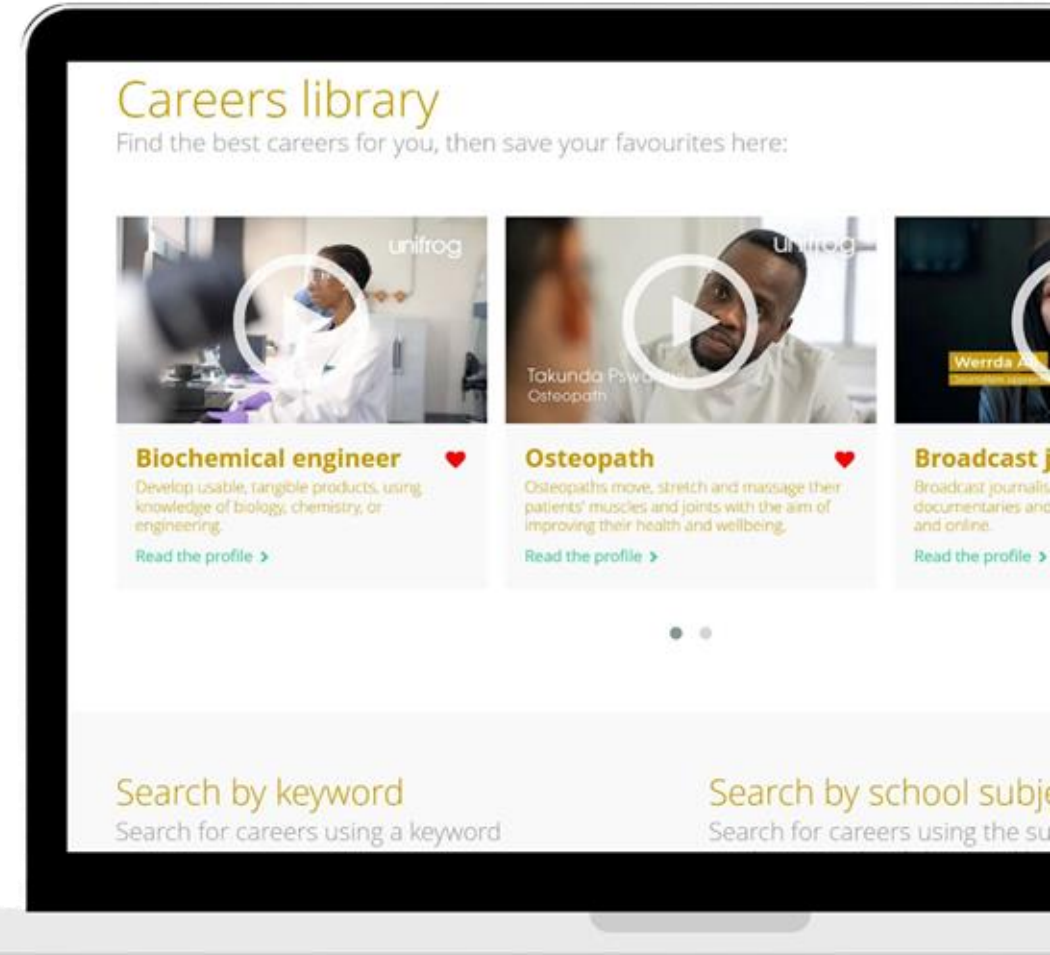 Careers library
Find the best careers for you, then save your favourites here:
unifrog
unifrog
Takunda
Osteopath
Werrda
Biochemical engineer
Develop usable, tangible products, using
knowledge of biology, chemistry, or
engineering.
Read the profile >
Osteopath
Osteopaths move, stretch and massage their
patients' muscles and joints with the aim of
improving their health and wellbeing.
Read the profile >
Broadcast j
Broadcast journalis
documentaries and
and online.
Read the profile >
Search by keyword
Search for careers using a keyword
Search by school subje
Search for careers using the su